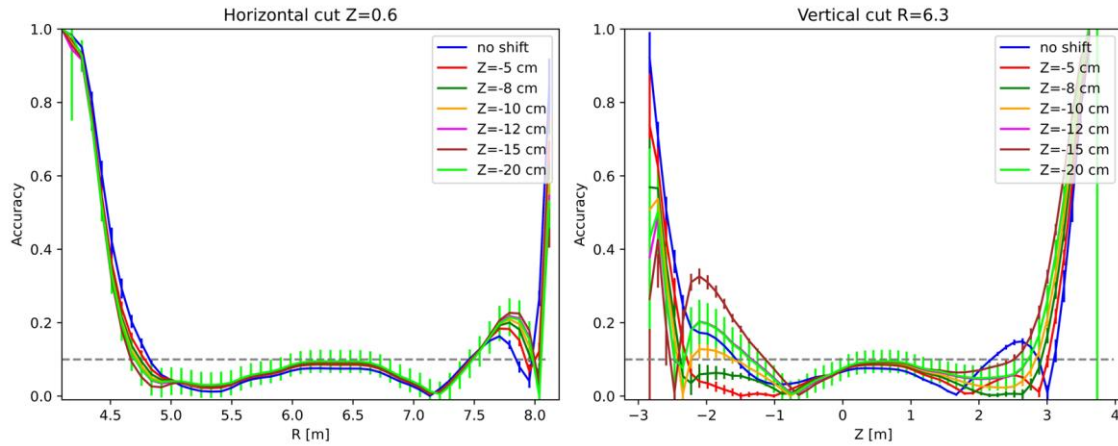 Horizontal cut Z=0.6
1.0
0.8
0.6
0.4
0.2
0.0
Accuracy
no shift
Z=-5 cm
Z=-8 cm
Z=-10 cm
Z=-12 cm
Z=-15 cm
Z=-20 cm
4.5 5.0 5.5 6.0 6.5 7.0 7.5 8.0
R [m]
Vertical cut R=6.3
1.0
0.8
0.6
0.4
0.2
0.0
Accuracy
no shift
Z=-5 cm
Z=-8 cm
Z=-10 cm
Z=-12 cm
Z=-15 cm
Z=-20 cm
−3 −2 −1 0 1 2 3 4
Z [m]